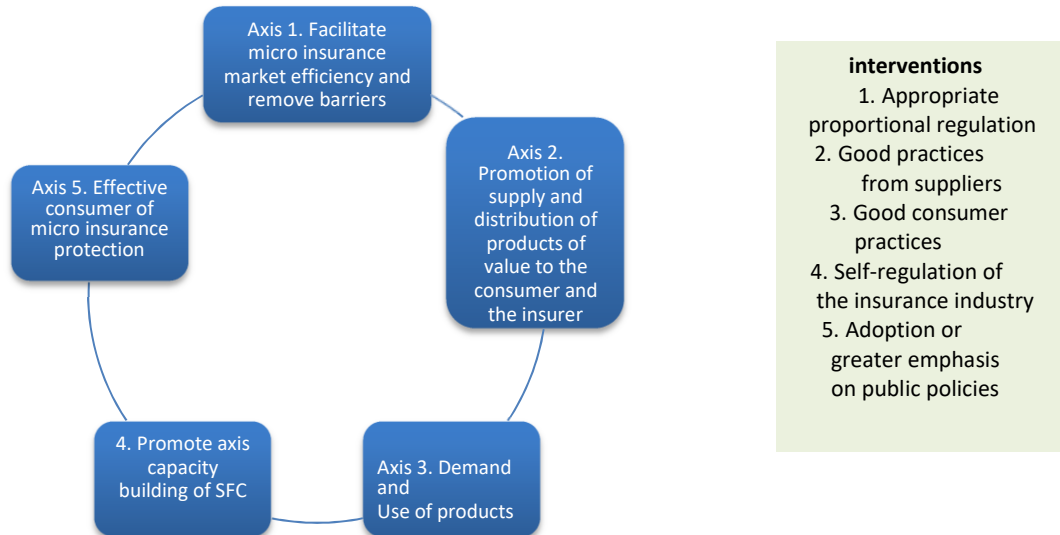 Axis 1. Facilitate
micro insurance
market efficiency and
remove barriers
Axis 2.
Promotion of
supply and
distribution of
products of
value to the
consumer and
the insurer
Axis 3. Demand
and
Use of products
4. Promote axis
capacity
building of SFC
Axis 5. Effective
consumer of
micro insurance
protection
interventions
1. Appropriate
proportional regulation
2. Good practices
from suppliers
3. Good consumer
practices
4. Self-regulation of
the insurance industry
5. Adoption or
greater emphasis
on public policies